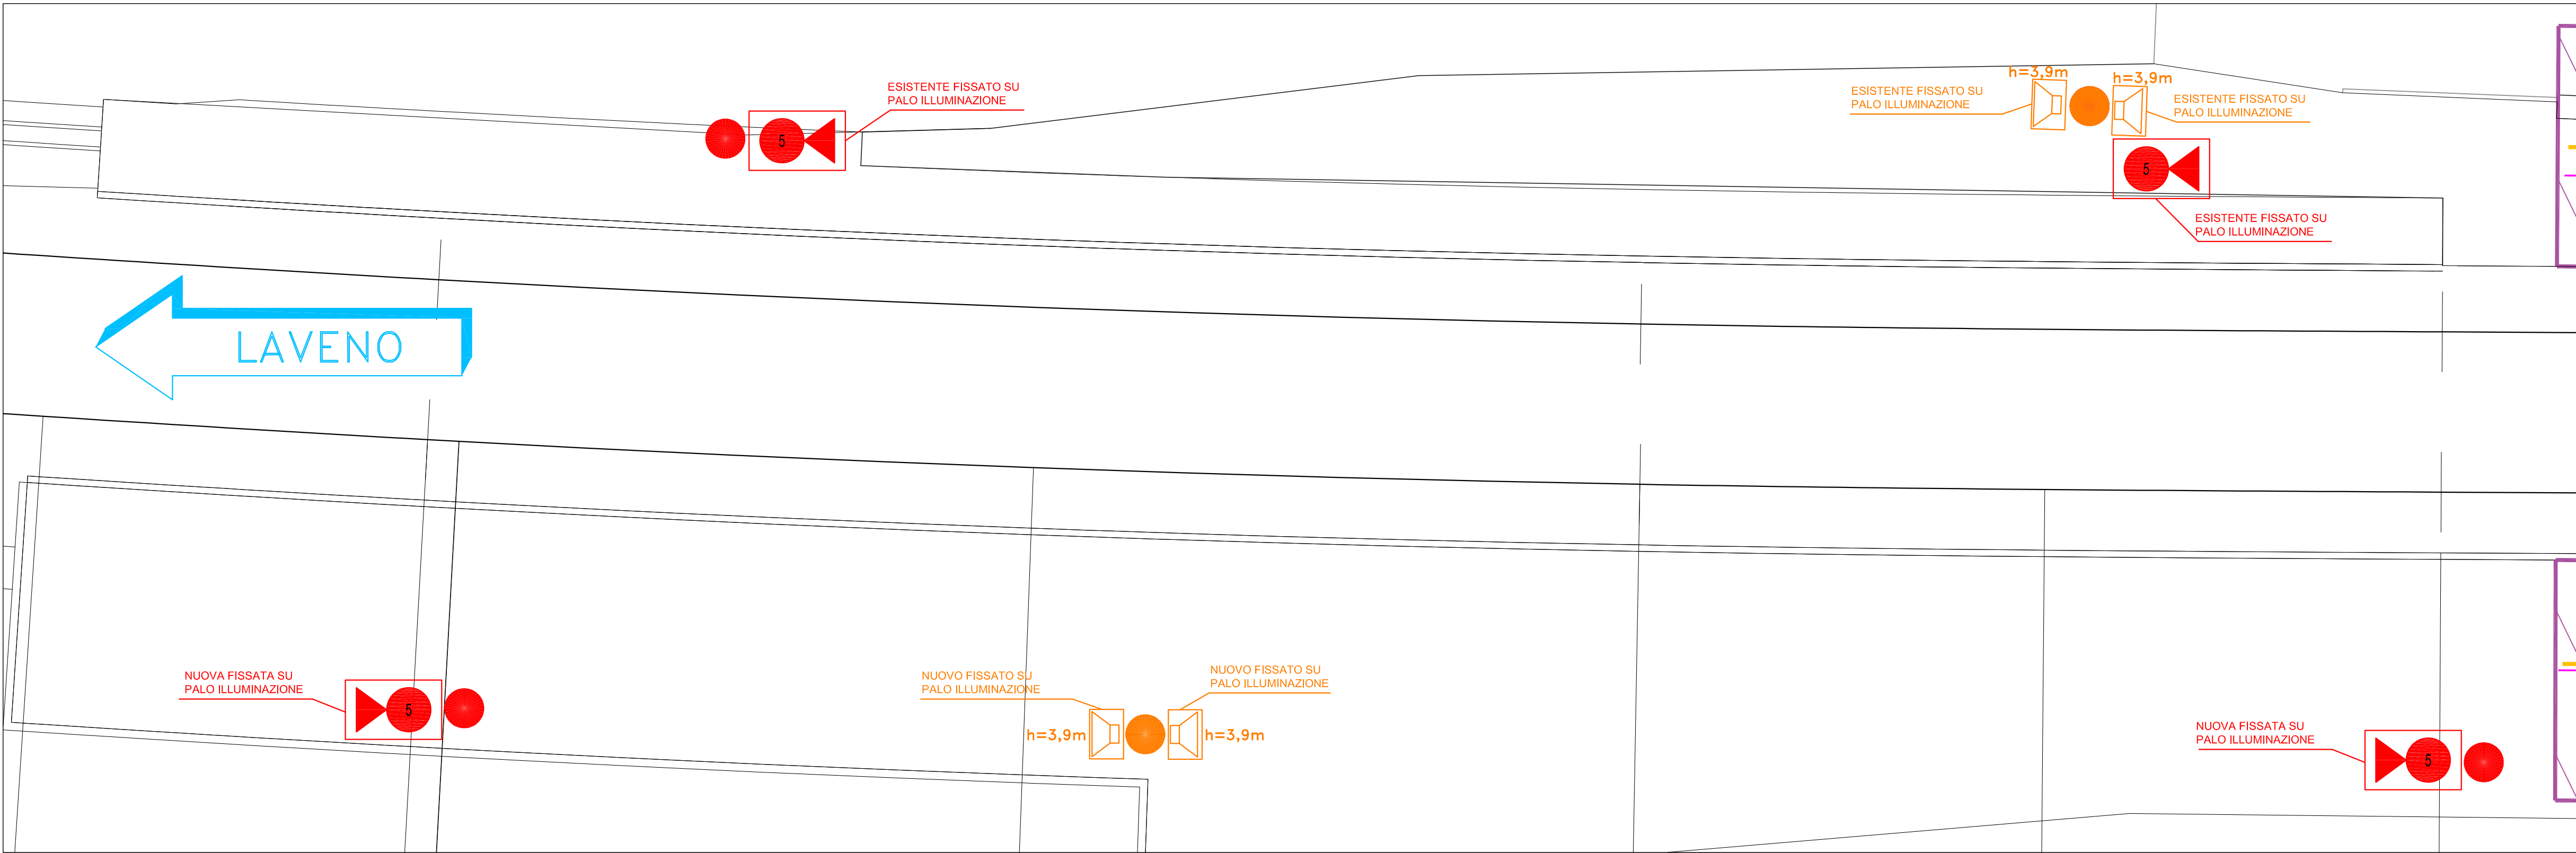 ESISTENTE FISSATO SU
PALO ILLUMINAZIONE
5
h=3,9m
h=3,9m
ESISTENTE FISSATO SU
PALO ILLUMINAZIONE
ESISTENTE FISSATO SU
PALO ILLUMINAZIONE
5
ESISTENTE FISSATO SU
PALO ILLUMINAZIONE
LAVENO
NUOVA FISSATA SU
PALO ILLUMINAZIONE
5
NUOVO FISSATO SU
PALO ILLUMINAZIONE
NUOVO FISSATO SU
PALO ILLUMINAZIONE
h=3,9m
h=3,9m
NUOVA FISSATA SU
PALO ILLUMINAZIONE
5